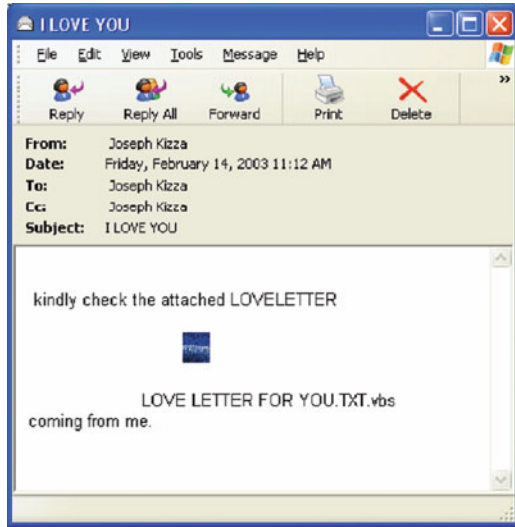 I LOVE YOU
File Edit View Tools Message Help
Reply Reply All Forward Print Delete »
From: Joseph Kizza
Date: Friday, February 14, 2003 11:12 AM
To: Joseph Kizza
Cc: Joseph Kizza
Subject: I LOVE YOU
kindly check the attached LOVELETTER
LOVE LETTER FOR YOU.TXT.vbs
coming from me.